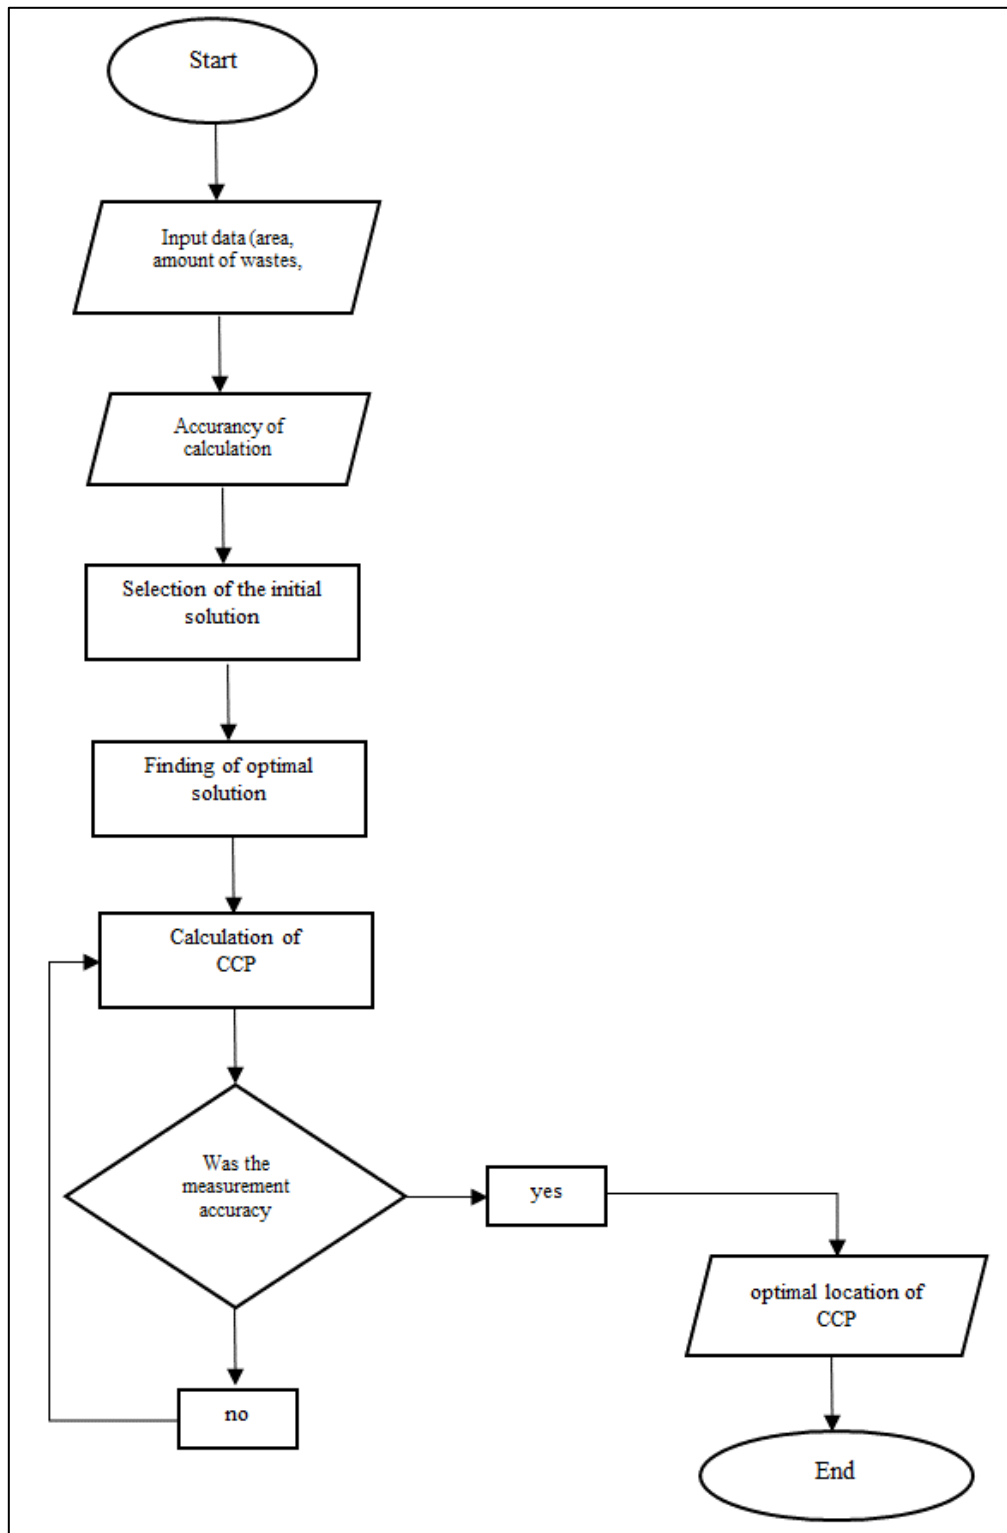 Start
Input data (area,
amount of wastes,
Accurancy of
calculation
Selection of the initial
solution
Finding of optimal
solution
Calculation of
CCP
Was the
measurement
accuracy
yes
optimal location of
CCP
no
End